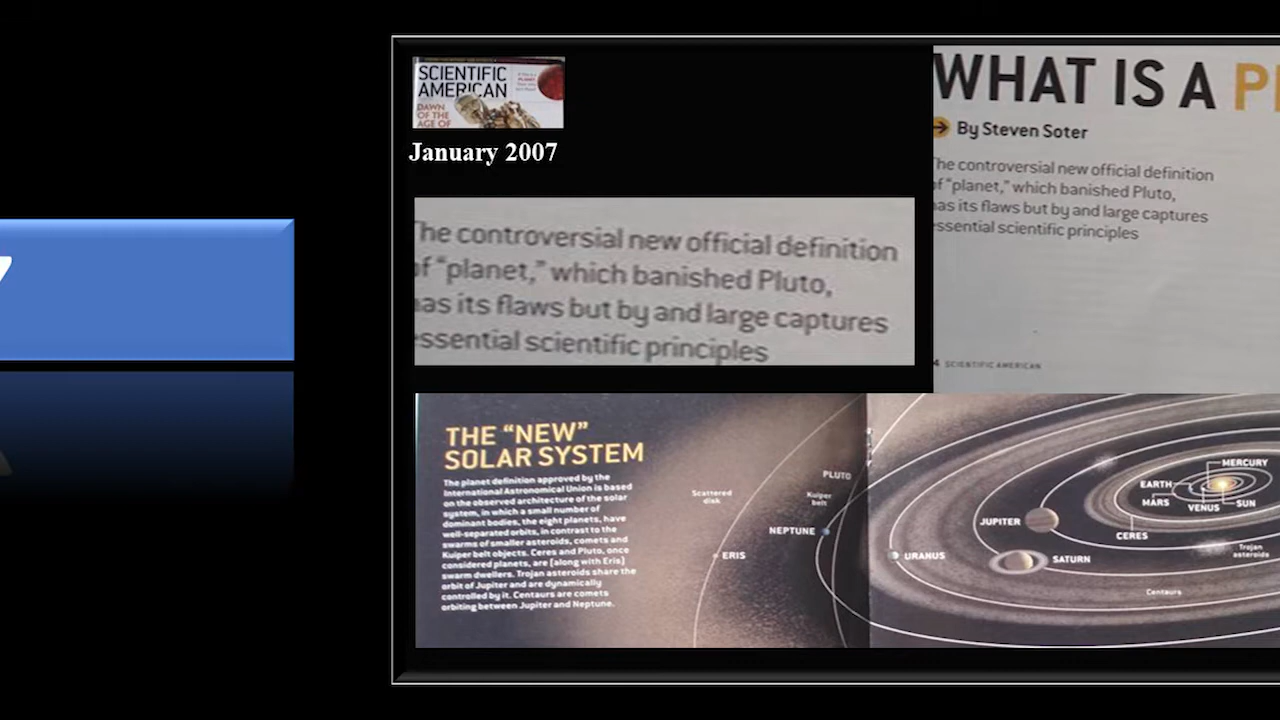 SCIENTIFIC
AMERICAN
DAWN
OF THE
AGE OF
January 2007
The controversial new official definition
of “planet,” which banished Pluto,
has its flaws but by and large captures
essential scientific principles
WHAT IS A
By Steven Soter
The controversial new official definition
of “planet,” which banished Pluto,
has its flaws but by and large captures
essential scientific principles
4 SCIENTIFIC AMERICAN
THE “NEW”
SOLAR SYSTEM
The planet definition approved by the
International Astronomical Union is based
on the observed architecture of the solar
system, in which a small number of
dominant bodies, the eight planets, have
well-separated orbits, in contrast to the
swarms of smaller asteroids, comets and
Kuiper belt objects. Ceres and Pluto, once
considered planets, are [along with Eris]
swarm dwellers. Trojan asteroids share the
orbit of Jupiter and are dynamically
controlled by it. Centaurs are comets
orbiting between Jupiter and Neptune.
Scattered
disk
PLUTO
Kuiper
belt
NEPTUNE
ERIS
URANUS
JUPITER
SATURN
EARTH
MARS
VENUS
MERCURY
SUN
CERES
Trojan
asteroids
Centaurs